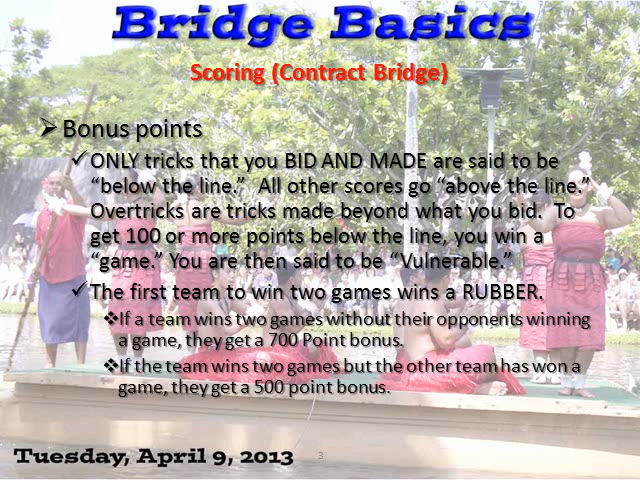 Bridge Basics
Scoring (Contract Bridge)
Bonus points
ONLY tricks that you BID AND MADE are said to be
“below the line.”  All other scores go “above the line.”
Overtricks are tricks made beyond what you bid.  To
get 100 or more points below the line, you win a
“game.” You are then said to be “Vulnerable.”
The first team to win two games wins a RUBBER.
If a team wins two games without their opponents winning
a game, they get a 700 Point bonus.
If the team wins two games but the other team has won a
game, they get a 500 point bonus.
Tuesday, April 9, 2013
3